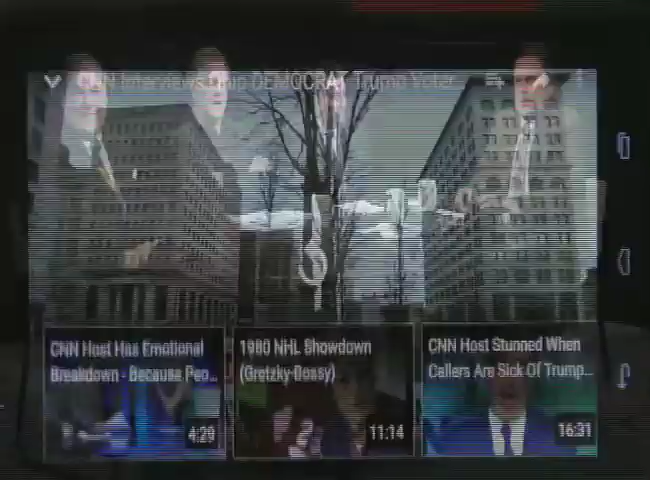 CNN Interviews Drop DEMOCRAT Trump Voter
CNN Host Has Emotional
Breakdown - Because Peo...
4:29
1980 NHL Showdown
(Gretzky-Bossy)
11:14
CNN Host Stunned When
Callers Are Sick Of Trump...
16:31